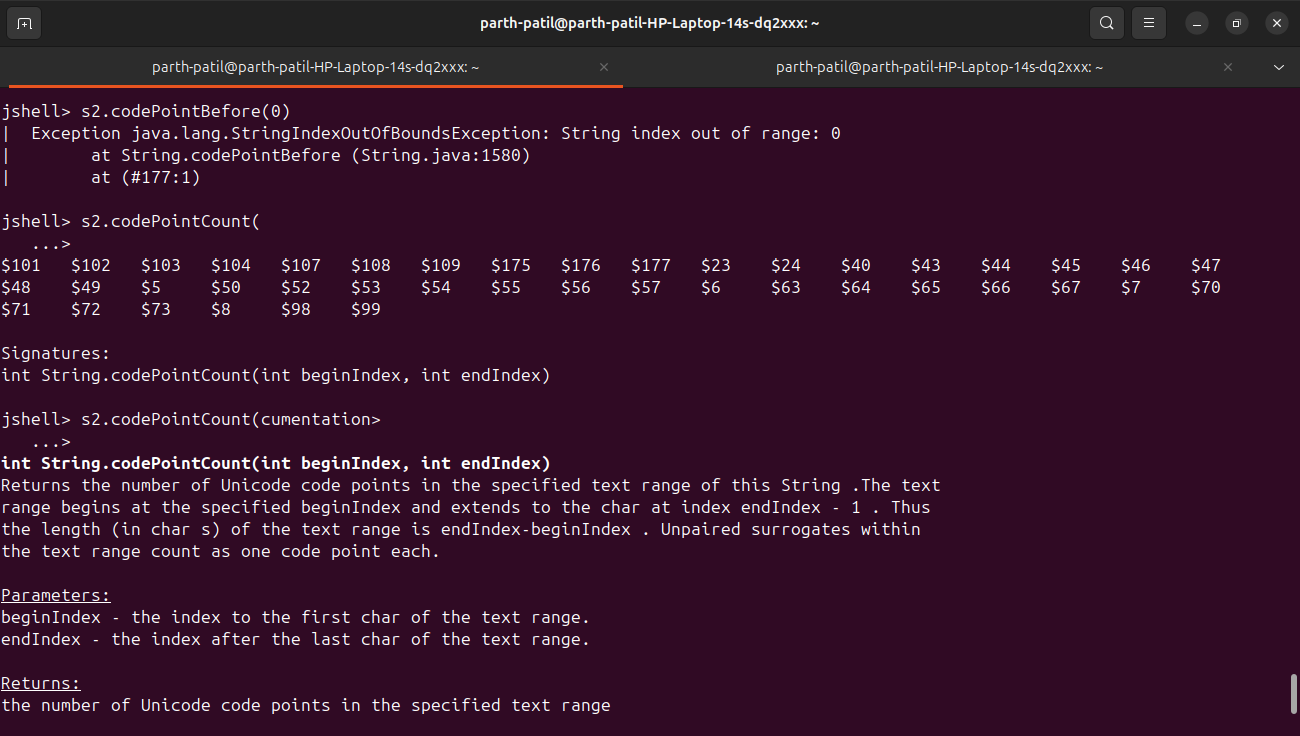 parth-patil@parth-patil-HP-Laptop-14s-dq2xxx: ~
parth-patil@parth-patil-HP-Laptop-14s-dq2xxx: ~
parth-patil@parth-patil-HP-Laptop-14s-dq2xxx: ~
jshell> s2.codePointBefore(0)
|  Exception java.lang.StringIndexOutOfBoundsException: String index out of range: 0
|        at String.codePointBefore (String.java:1580)
|        at (#177:1)
jshell> s2.codePointCount(
   ...>
$101   $102   $103   $104   $107   $108   $109   $175   $176   $177   $23    $24    $40    $43    $44    $45    $46    $47
$48    $49    $5     $50    $52    $53    $54    $55    $56    $57    $6     $63    $64    $65    $66    $67    $7     $70
$71    $72    $73    $8     $98    $99
Signatures:
int String.codePointCount(int beginIndex, int endIndex)
jshell> s2.codePointCount(cumentation>
   ...>
int String.codePointCount(int beginIndex, int endIndex)
Returns the number of Unicode code points in the specified text range of this String .The text
range begins at the specified beginIndex and extends to the char at index endIndex - 1 . Thus
the length (in char s) of the text range is endIndex-beginIndex . Unpaired surrogates within
the text range count as one code point each.
Parameters:
beginIndex - the index to the first char of the text range.
endIndex - the index after the last char of the text range.
Returns:
the number of Unicode code points in the specified text range